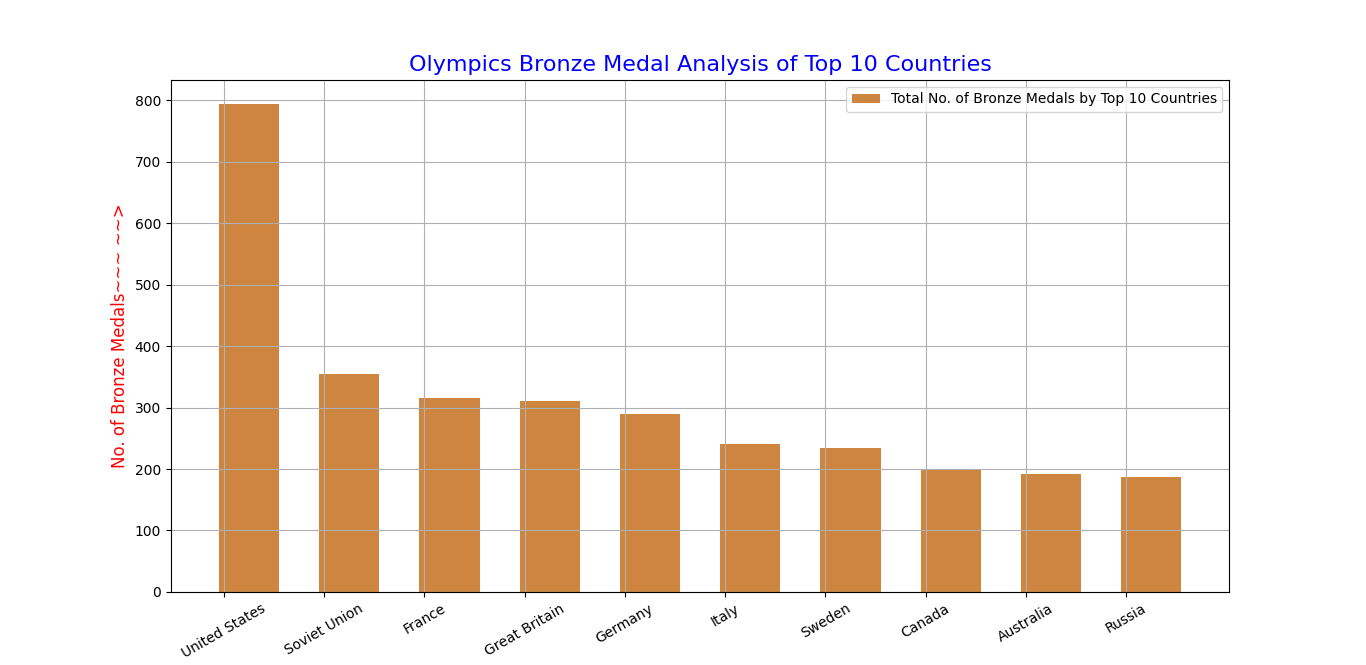 Olympics Bronze Medal Analysis of Top 10 Countries
Total No. of Bronze Medals by Top 10 Countries
800
700
600
500
400
300
200
100
0
No. of Bronze Medals~~~ ~~>
United States
Soviet Union
France
Great Britain
Germany
Italy
Sweden
Canada
Australia
Russia